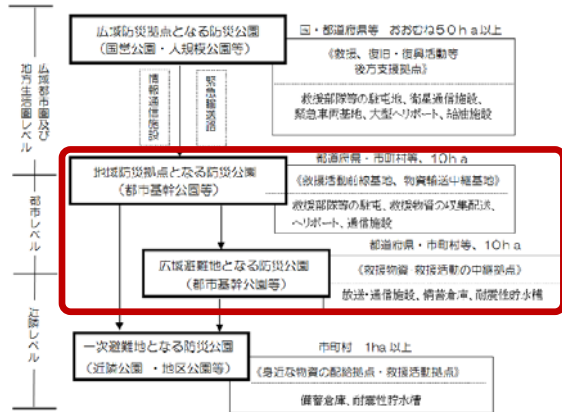 広域都市圏及び
地方生活圏レベル
都市レベル
近隣レベル
広域防災拠点となる防災公園
(国営公園・大規模公園等)
国・都道府県等 おおむね50ha以上
《救援、復旧・復興活動等
後方支援拠点》
救援部隊等の駐屯地、衛星通信施設、
緊急車両基地、大型ヘリポート、給油施設
情報通信施設
緊急輸送路
地域防災拠点となる防災公園
(都市基幹公園等)
都道府県・市町村等、10ha
《救援活動前線基地、物資輸送中継基地》
救援部隊等の駐屯、救援物資の収集配送、
ヘリポート、通信施設
広域避難地となる防災公園
(都市基幹公園等)
都道府県・市町村等、10ha
《救援物資 救援活動の中継拠点》
放送・通信施設、備蓄倉庫、耐震性貯水槽
一次避難地となる防災公園
(近隣公園 ・地区公園等)
市町村 1ha以上
《身近な物資の配給拠点・救援活動拠点》
備蓄倉庫、耐震性貯水槽